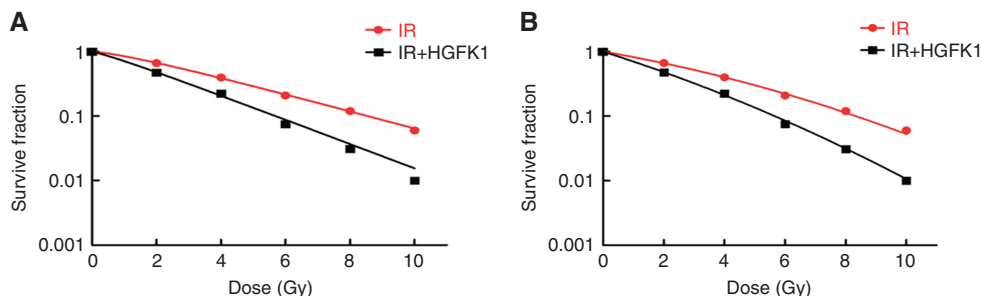 A
IR
IR+HGFK1
1
0.1
0.01
0.001
Survive fraction
0 2 4 6 8 10
Dose (Gy)
B
IR
IR+HGFK1
1
0.1
0.01
0.001
Survive fraction
0 2 4 6 8 10
Dose (Gy)